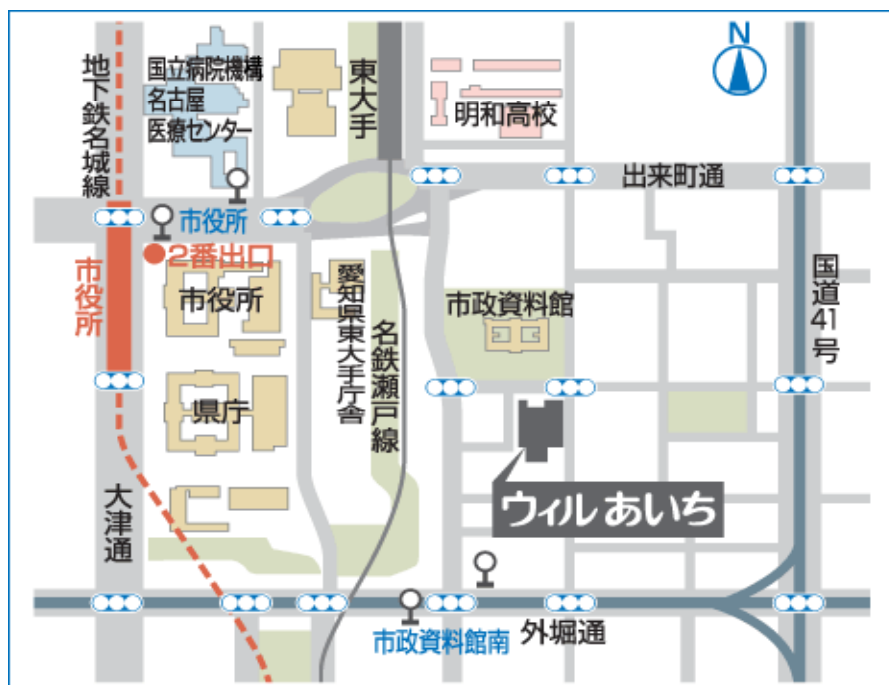 N
国立病院機構
名古屋
医療センター
地下鉄名城線
東大手
明和高校
出来町通
市役所
2番出口
市役所
市役所
愛知県東大手庁舎
名鉄瀬戸線
市政資料館
国道41号
県庁
ウィルあいち
大津通
市政資料館南
外堀通